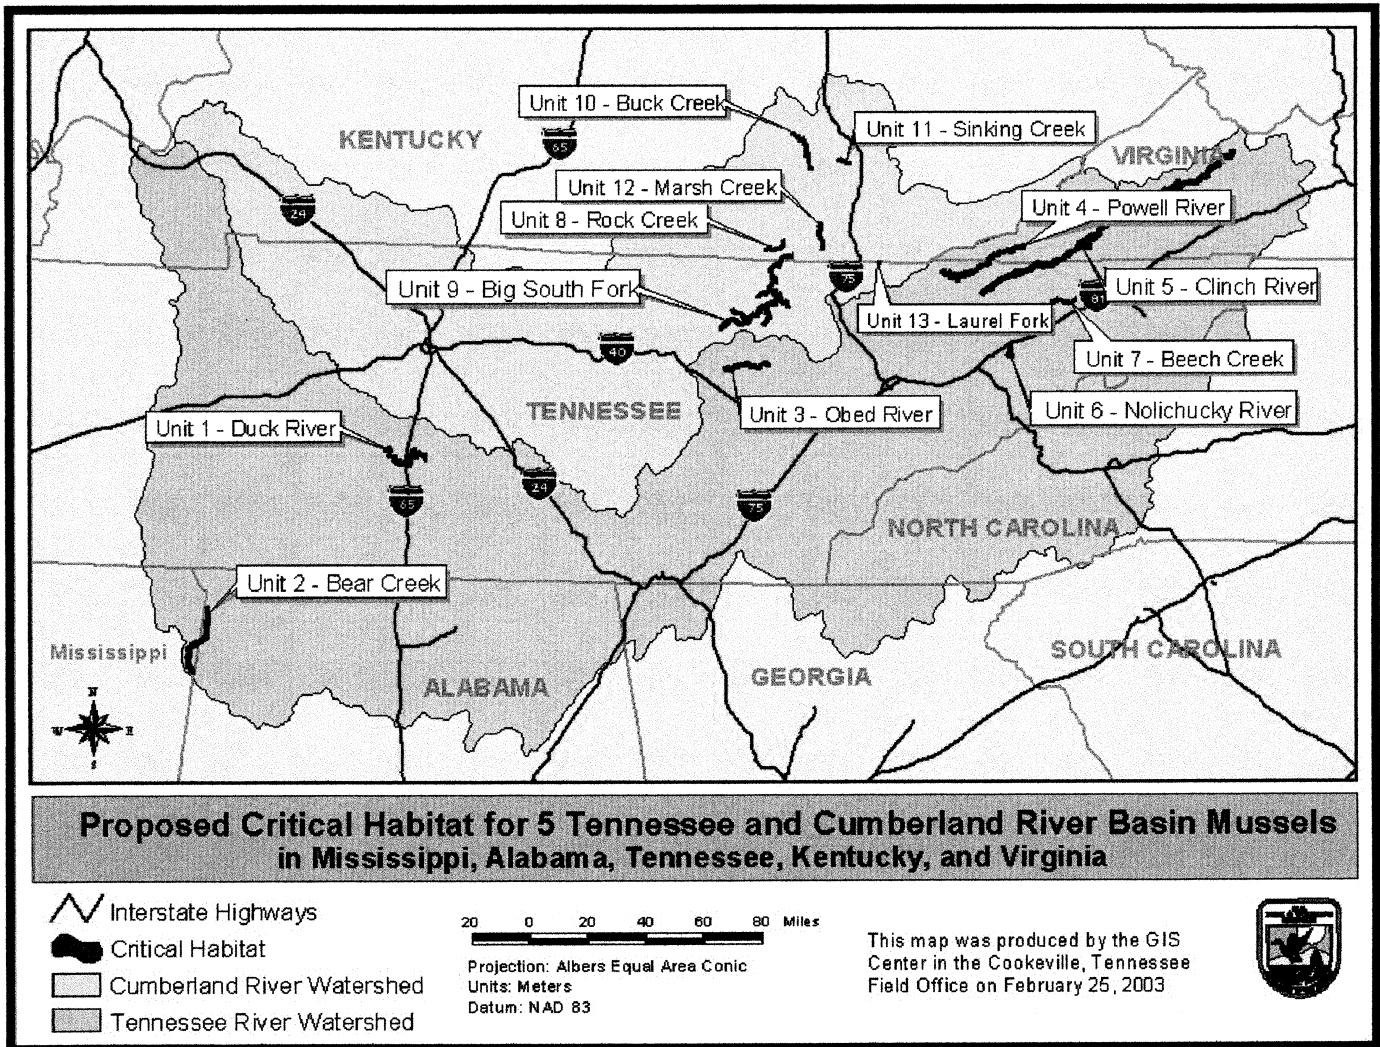 Unit 10 - Buck Creek
KENTUCKY
65
Unit 11 - Sinking Creek
VIRGINIA
Unit 12 - Marsh Creek
24
Unit 8 - Rock Creek
Unit 4 - Powell River
Unit 9 - Big South Fork
75
Unit 5 - Clinch River
81
Unit 13 - Laurel Fork
40
Unit 7 - Beech Creek
TENNESSEE
Unit 3 - Obed River
Unit 6 - Nolichucky River
Unit 1 - Duck River
24
65
75
NORTH CAROLINA
Unit 2 - Bear Creek
Mississippi
SOUTH CAROLINA
ALABAMA
GEORGIA
N
W E
S
Proposed Critical Habitat for 5 Tennessee and Cumberland River Basin Mussels
in Mississippi, Alabama, Tennessee, Kentucky, and Virginia
Interstate Highways
Critical Habitat
Cumberland River Watershed
Tennessee River Watershed
20 0 20 40 60 80 Miles
Projection: Albers Equal Area Conic
Units: Meters
Datum: NAD 83
This map was produced by the GIS
Center in the Cookeville, Tennessee
Field Office on February 25, 2003